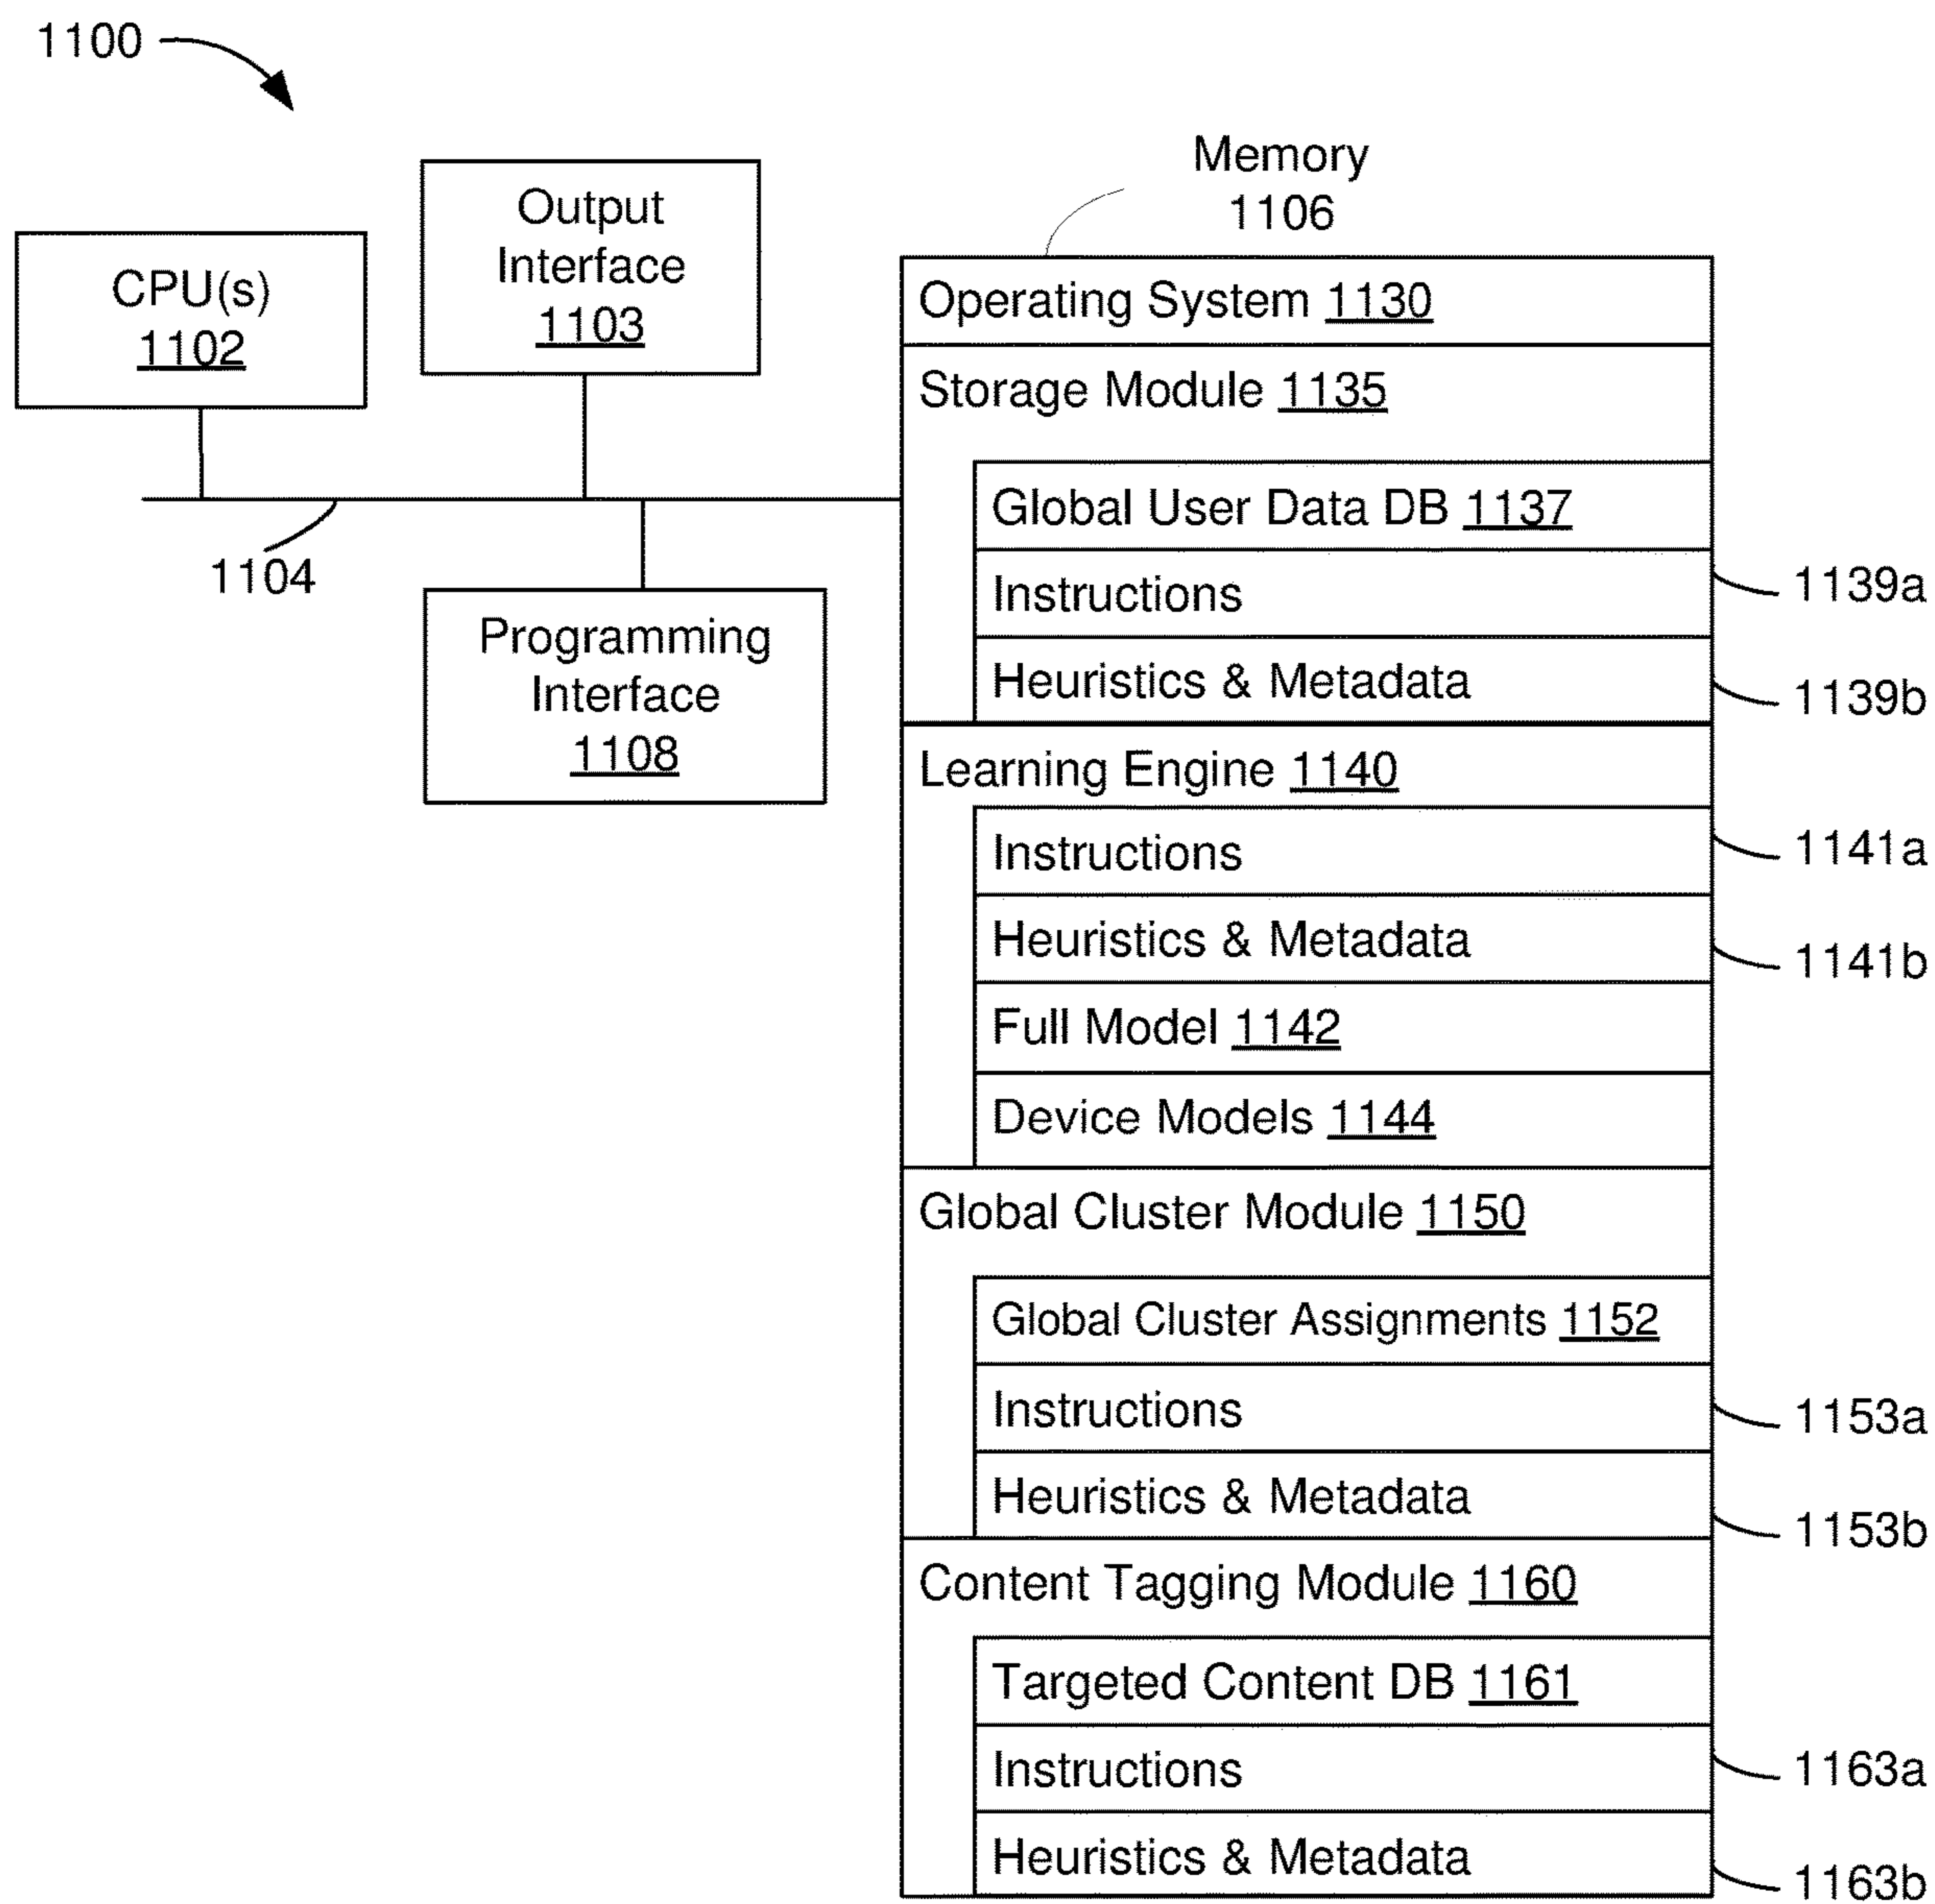 1100
Memory
1106
Output
Interface
1103
CPU(s)
1102
1104
Programming
Interface
1108
Operating System 1130
Storage Module 1135
Global User Data DB 1137
Instructions
1139a
Heuristics & Metadata
1139b
Learning Engine 1140
Instructions
1141a
Heuristics & Metadata
1141b
Full Model 1142
Device Models 1144
Global Cluster Module 1150
Global Cluster Assignments 1152
Instructions
1153a
Heuristics & Metadata
1153b
Content Tagging Module 1160
Targeted Content DB 1161
Instructions
1163a
Heuristics & Metadata
1163b